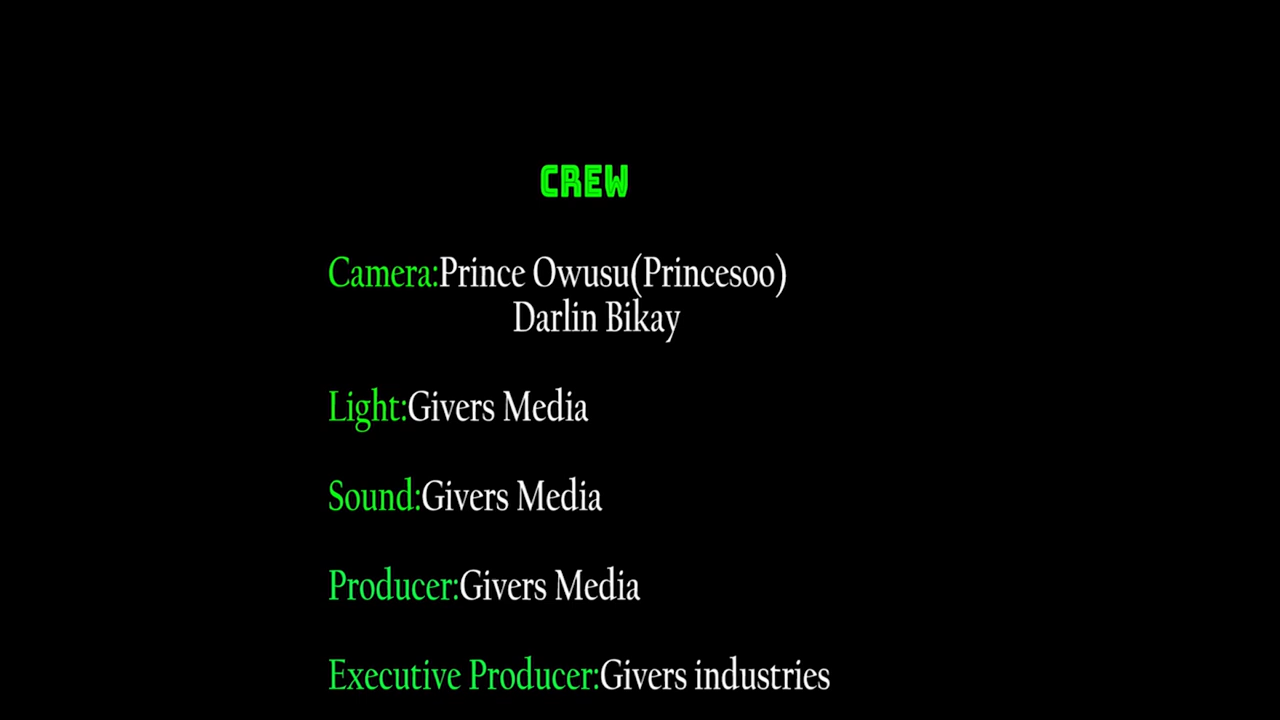 CREW
Camera:Prince Owusu(Princesoo)
Darlin Bikay
Light:Givers Media
Sound:Givers Media
Producer:Givers Media
Executive Producer:Givers industries